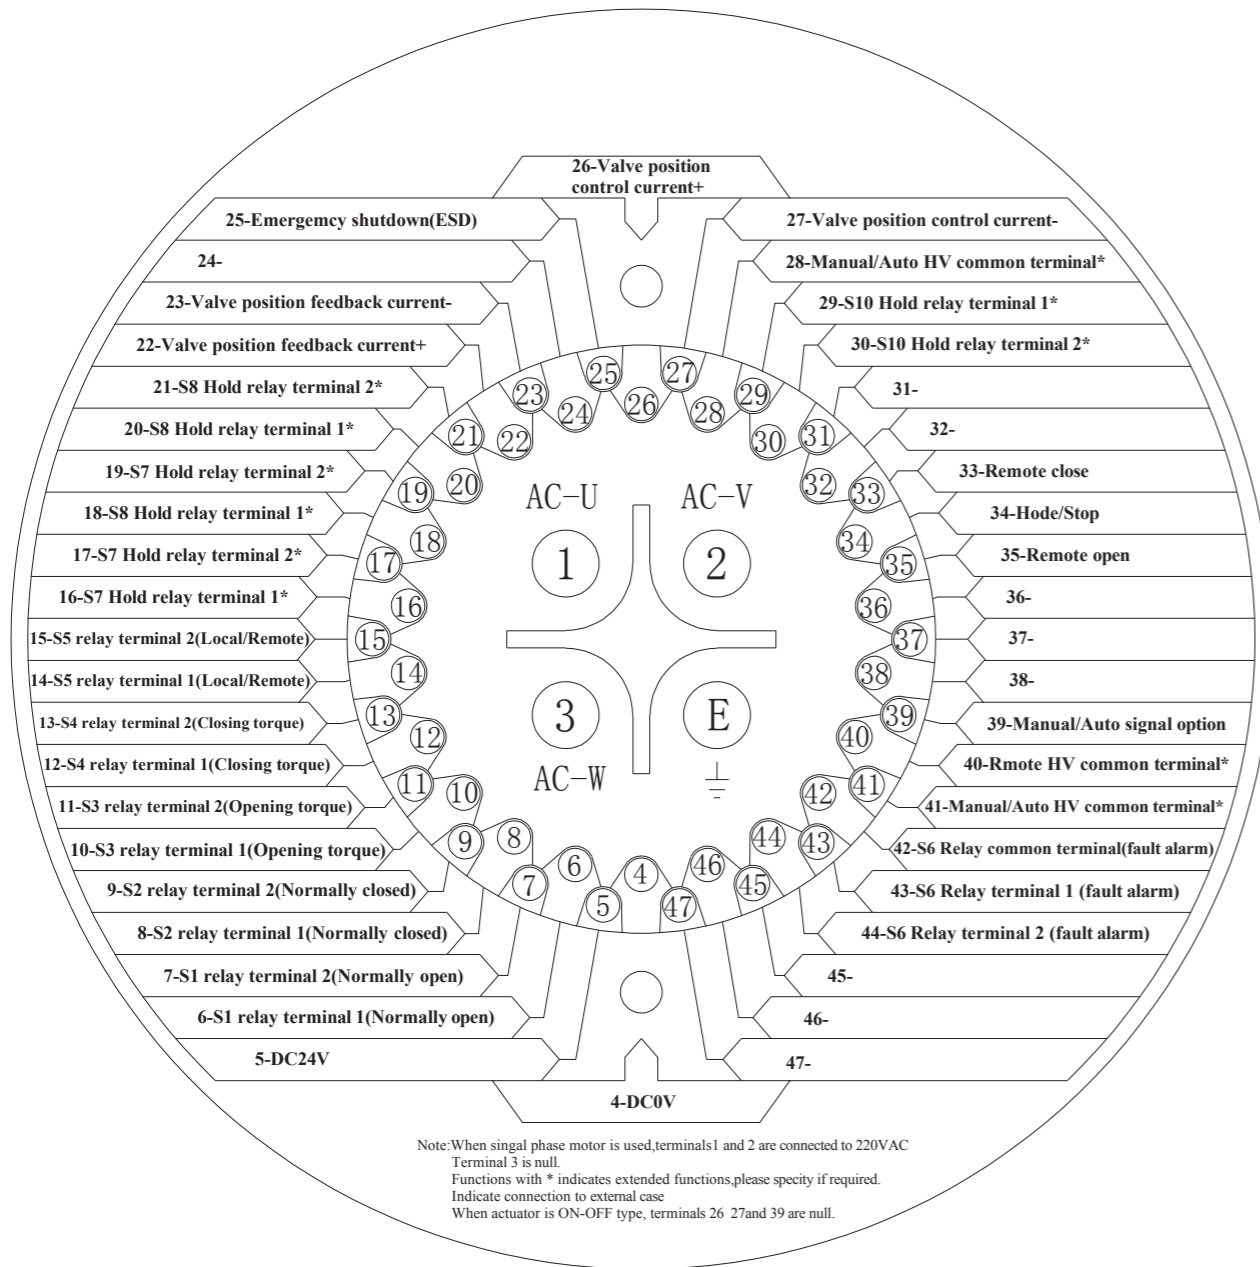 26-Valve position
control current+
25-Emergemcy shutdown(ESD)
27-Valve position control current-
24-
28-Manual/Auto HV common terminal*
23-Valve position feedback current-
29-S10 Hold relay terminal 1*
22-Valve position feedback current+
30-S10 Hold relay terminal 2*
21-S8 Hold relay terminal 2*
31-
20-S8 Hold relay terminal 1*
32-
19-S7 Hold relay terminal 2*
33-Remote close
18-S8 Hold relay terminal 1*
34-Hode/Stop
17-S7 Hold relay terminal 2*
35-Remote open
16-S7 Hold relay terminal 1*
36-
15-S5 relay terminal 2(Local/Remote)
37-
14-S5 relay terminal 1(Local/Remote)
38-
13-S4 relay terminal 2(Closing torque)
39-Manual/Auto signal option
12-S4 relay terminal 1(Closing torque)
40-Rmote HV common terminal*
11-S3 relay terminal 2(Opening torque)
41-Manual/Auto HV common terminal*
10-S3 relay terminal 1(Opening torque)
42-S6 Relay common terminal(fault alarm)
9-S2 relay terminal 2(Normally closed)
43-S6 Relay terminal 1 (fault alarm)
8-S2 relay terminal 1(Normally closed)
44-S6 Relay terminal 2 (fault alarm)
7-S1 relay terminal 2(Normally open)
45-
6-S1 relay terminal 1(Normally open)
46-
5-DC24V
47-
4-DC0V
25
27
23
29
26
24
28
21
22
30
31
20
32
19
33
AC-U
AC-V
18
34
17
1
2
35
16
36
15
37
14
38
13
3
E
39
12
40
AC-W
11
41
10
42
9
8
44
43
6
4
46
7
45
5
47
Note:When singal phase motor is used,terminals1 and 2 are connected to 220VAC
Terminal 3 is null.
Functions with * indicates extended functions,please specity if required.
Indicate connection to external case
When actuator is ON-OFF type, terminals 26 27and 39 are null.